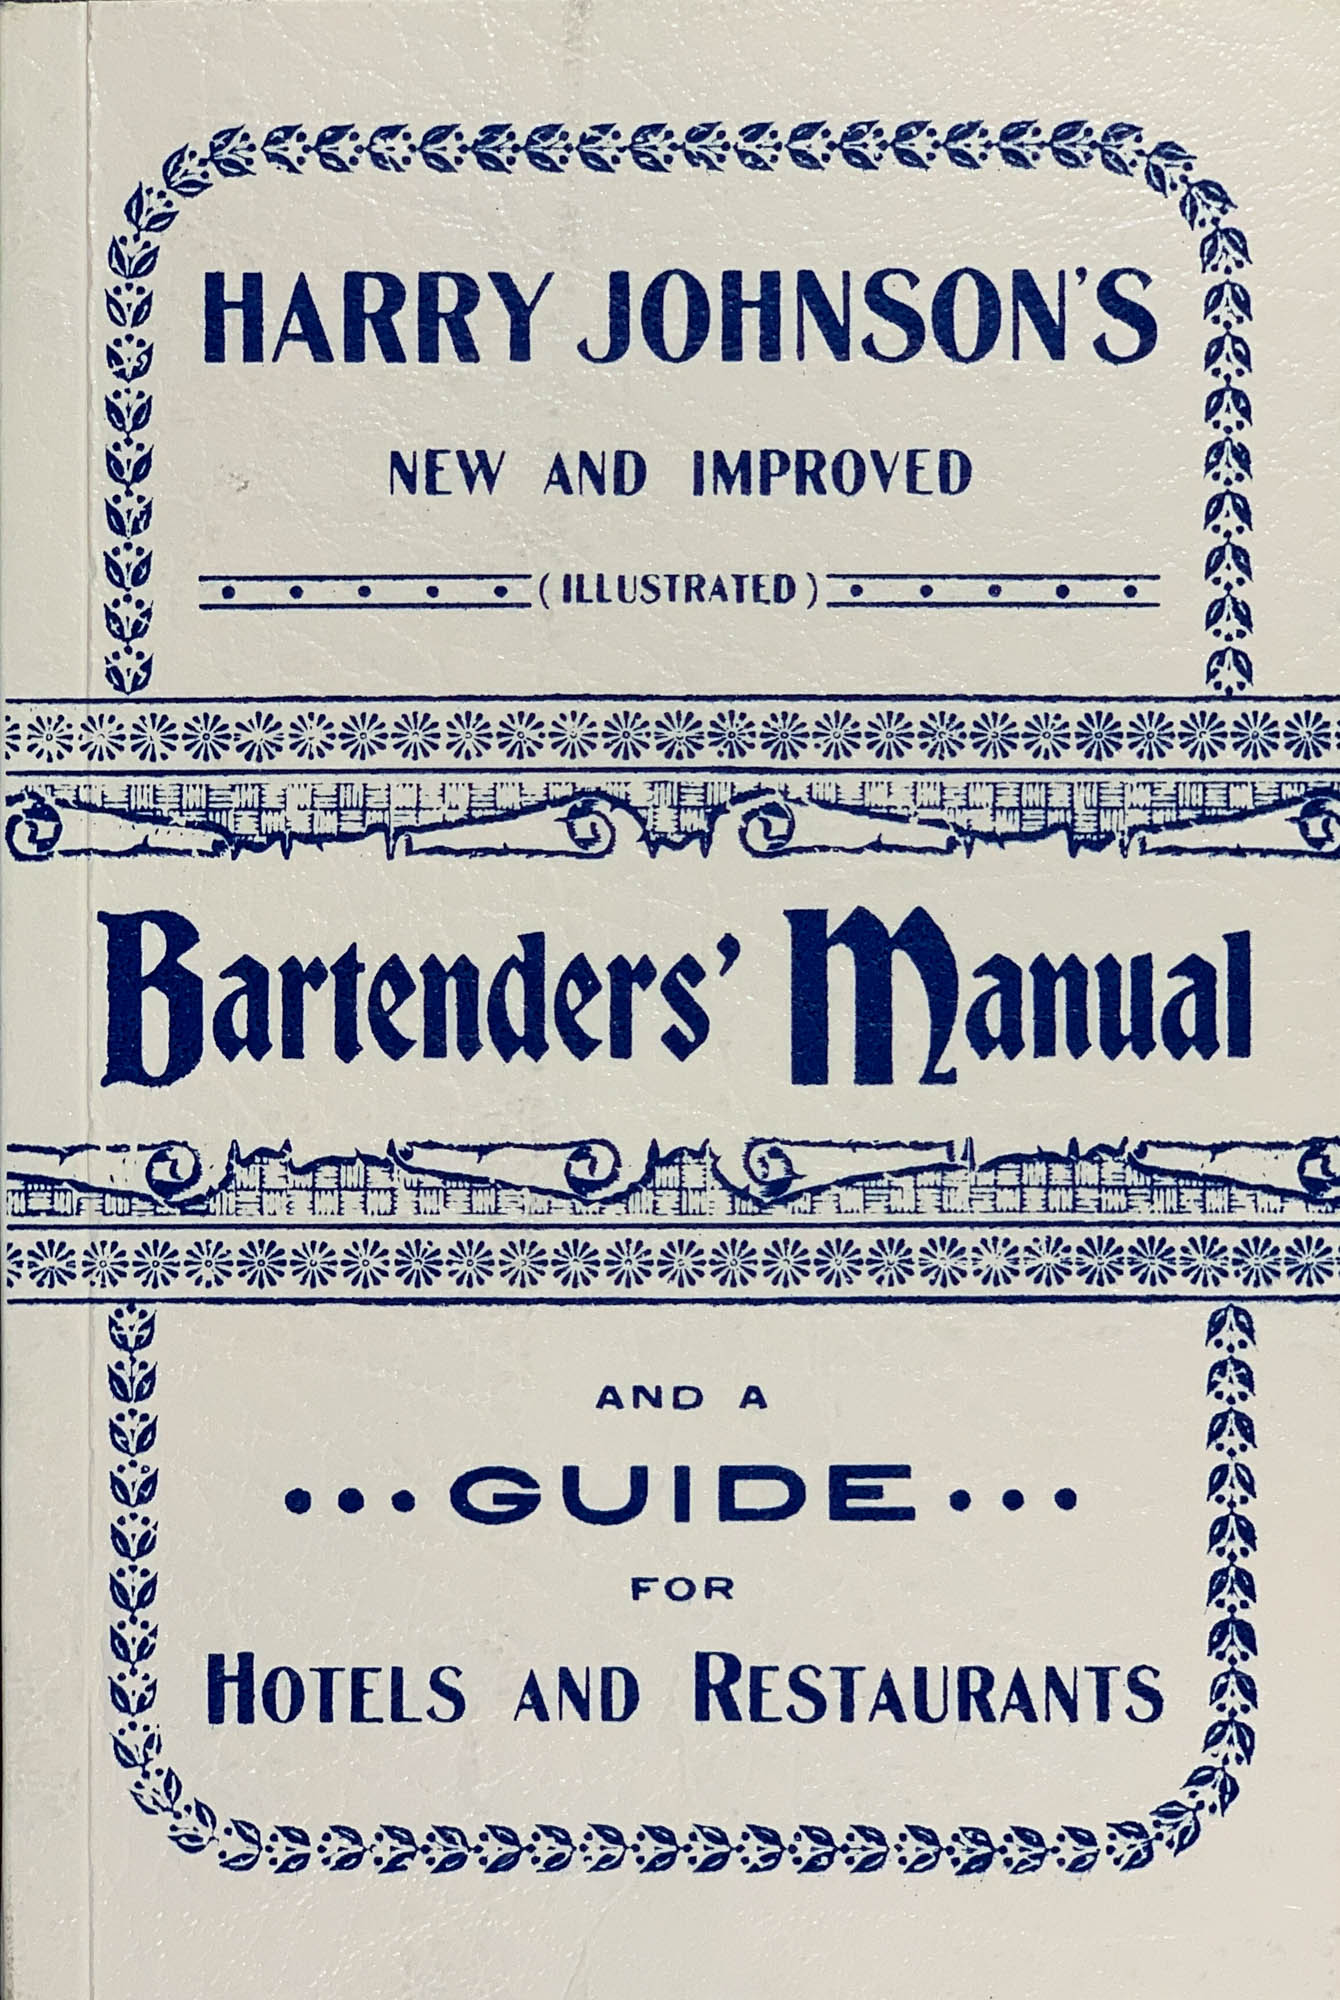 HARRY JOHNSON'S
NEW AND IMPROVED
(ILLUSTRATED)
Bartenders' Manual
AND A
...GUIDE...
FOR
HOTELS AND RESTAURANTS